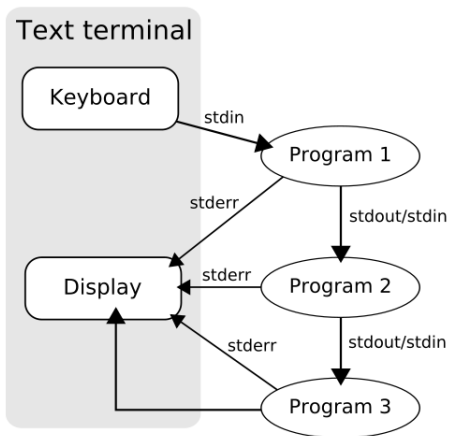 Text terminal
Keyboard
stdin
Program 1
stderr
stdout/stdin
Display
stderr
Program 2
stderr
stdout/stdin
Program 3